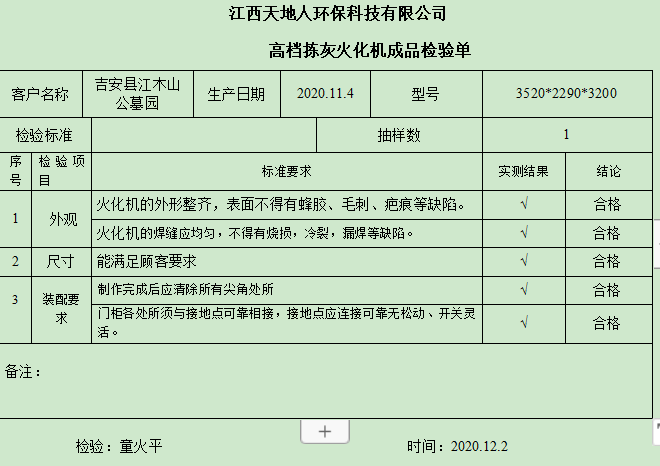 江西天地人环保科技有限公司
高档拣灰火化机成品检验单
客户名称 吉安县江木山公墓园 生产日期 2020.11.4 型号 3520*2290*3200
检验标准 抽样数 1
序号 检验项目 标准要求 实测结果 结论
1 外观 火化机的外形整齐，表面不得有蜂胶、毛刺、疤痕等缺陷。 √ 合格
火化机的焊缝应均匀，不得有烧损，冷裂，漏焊等缺陷。 √ 合格
2 尺寸 能满足顾客要求 √ 合格
3 装配要求 制作完成后应清除所有尖角处所 √ 合格
门柜各处所须与接地点可靠相接，接地点应连接可靠无松动、开关灵活。 √ 合格
备注：
检验：童火平 时间：2020.12.2